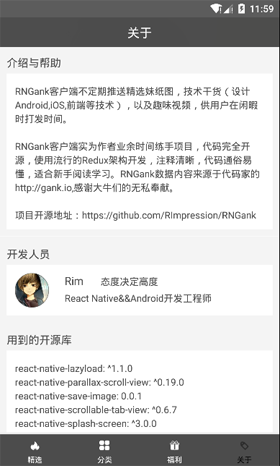 11:59
关于
介绍与帮助
RNGank客户端不定期推送精选妹纸图，技术干货（设计
Android,iOS,前端等技术），以及趣味视频，供用户在闲暇
时打发时间。
RNGank客户端实为作者业余时间练手项目，代码完全开
源，使用流行的Redux架构开发，注释清晰，代码通俗易
懂，适合新手阅读学习。RNGank数据内容来源于代码家的
http://gank.io,感谢大牛们的无私奉献。
项目开源地址：https://github.com/RImpression/RNGank
开发人员
Rim 态度决定高度
React Native&&Android开发工程师
用到的开源库
react-native-lazyload: ^1.1.0
react-native-parallax-scroll-view: ^0.19.0
react-native-save-image: 0.0.1
react-native-scrollable-tab-view: ^0.6.7
react-native-splash-screen: ^3.0.0
精选 分类 福利 关于